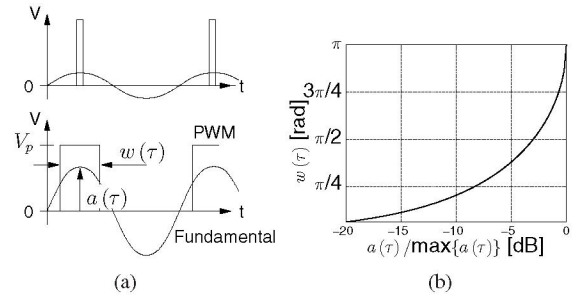 V
0
t
V
V_p
PWM
w(τ)
a(τ)
0
t
Fundamental
(a)
π
3π/4
π/2
π/4
w(τ) [rad]
-20 -15 -10 -5 0
a(τ)/max{a(τ)} [dB]
(b)